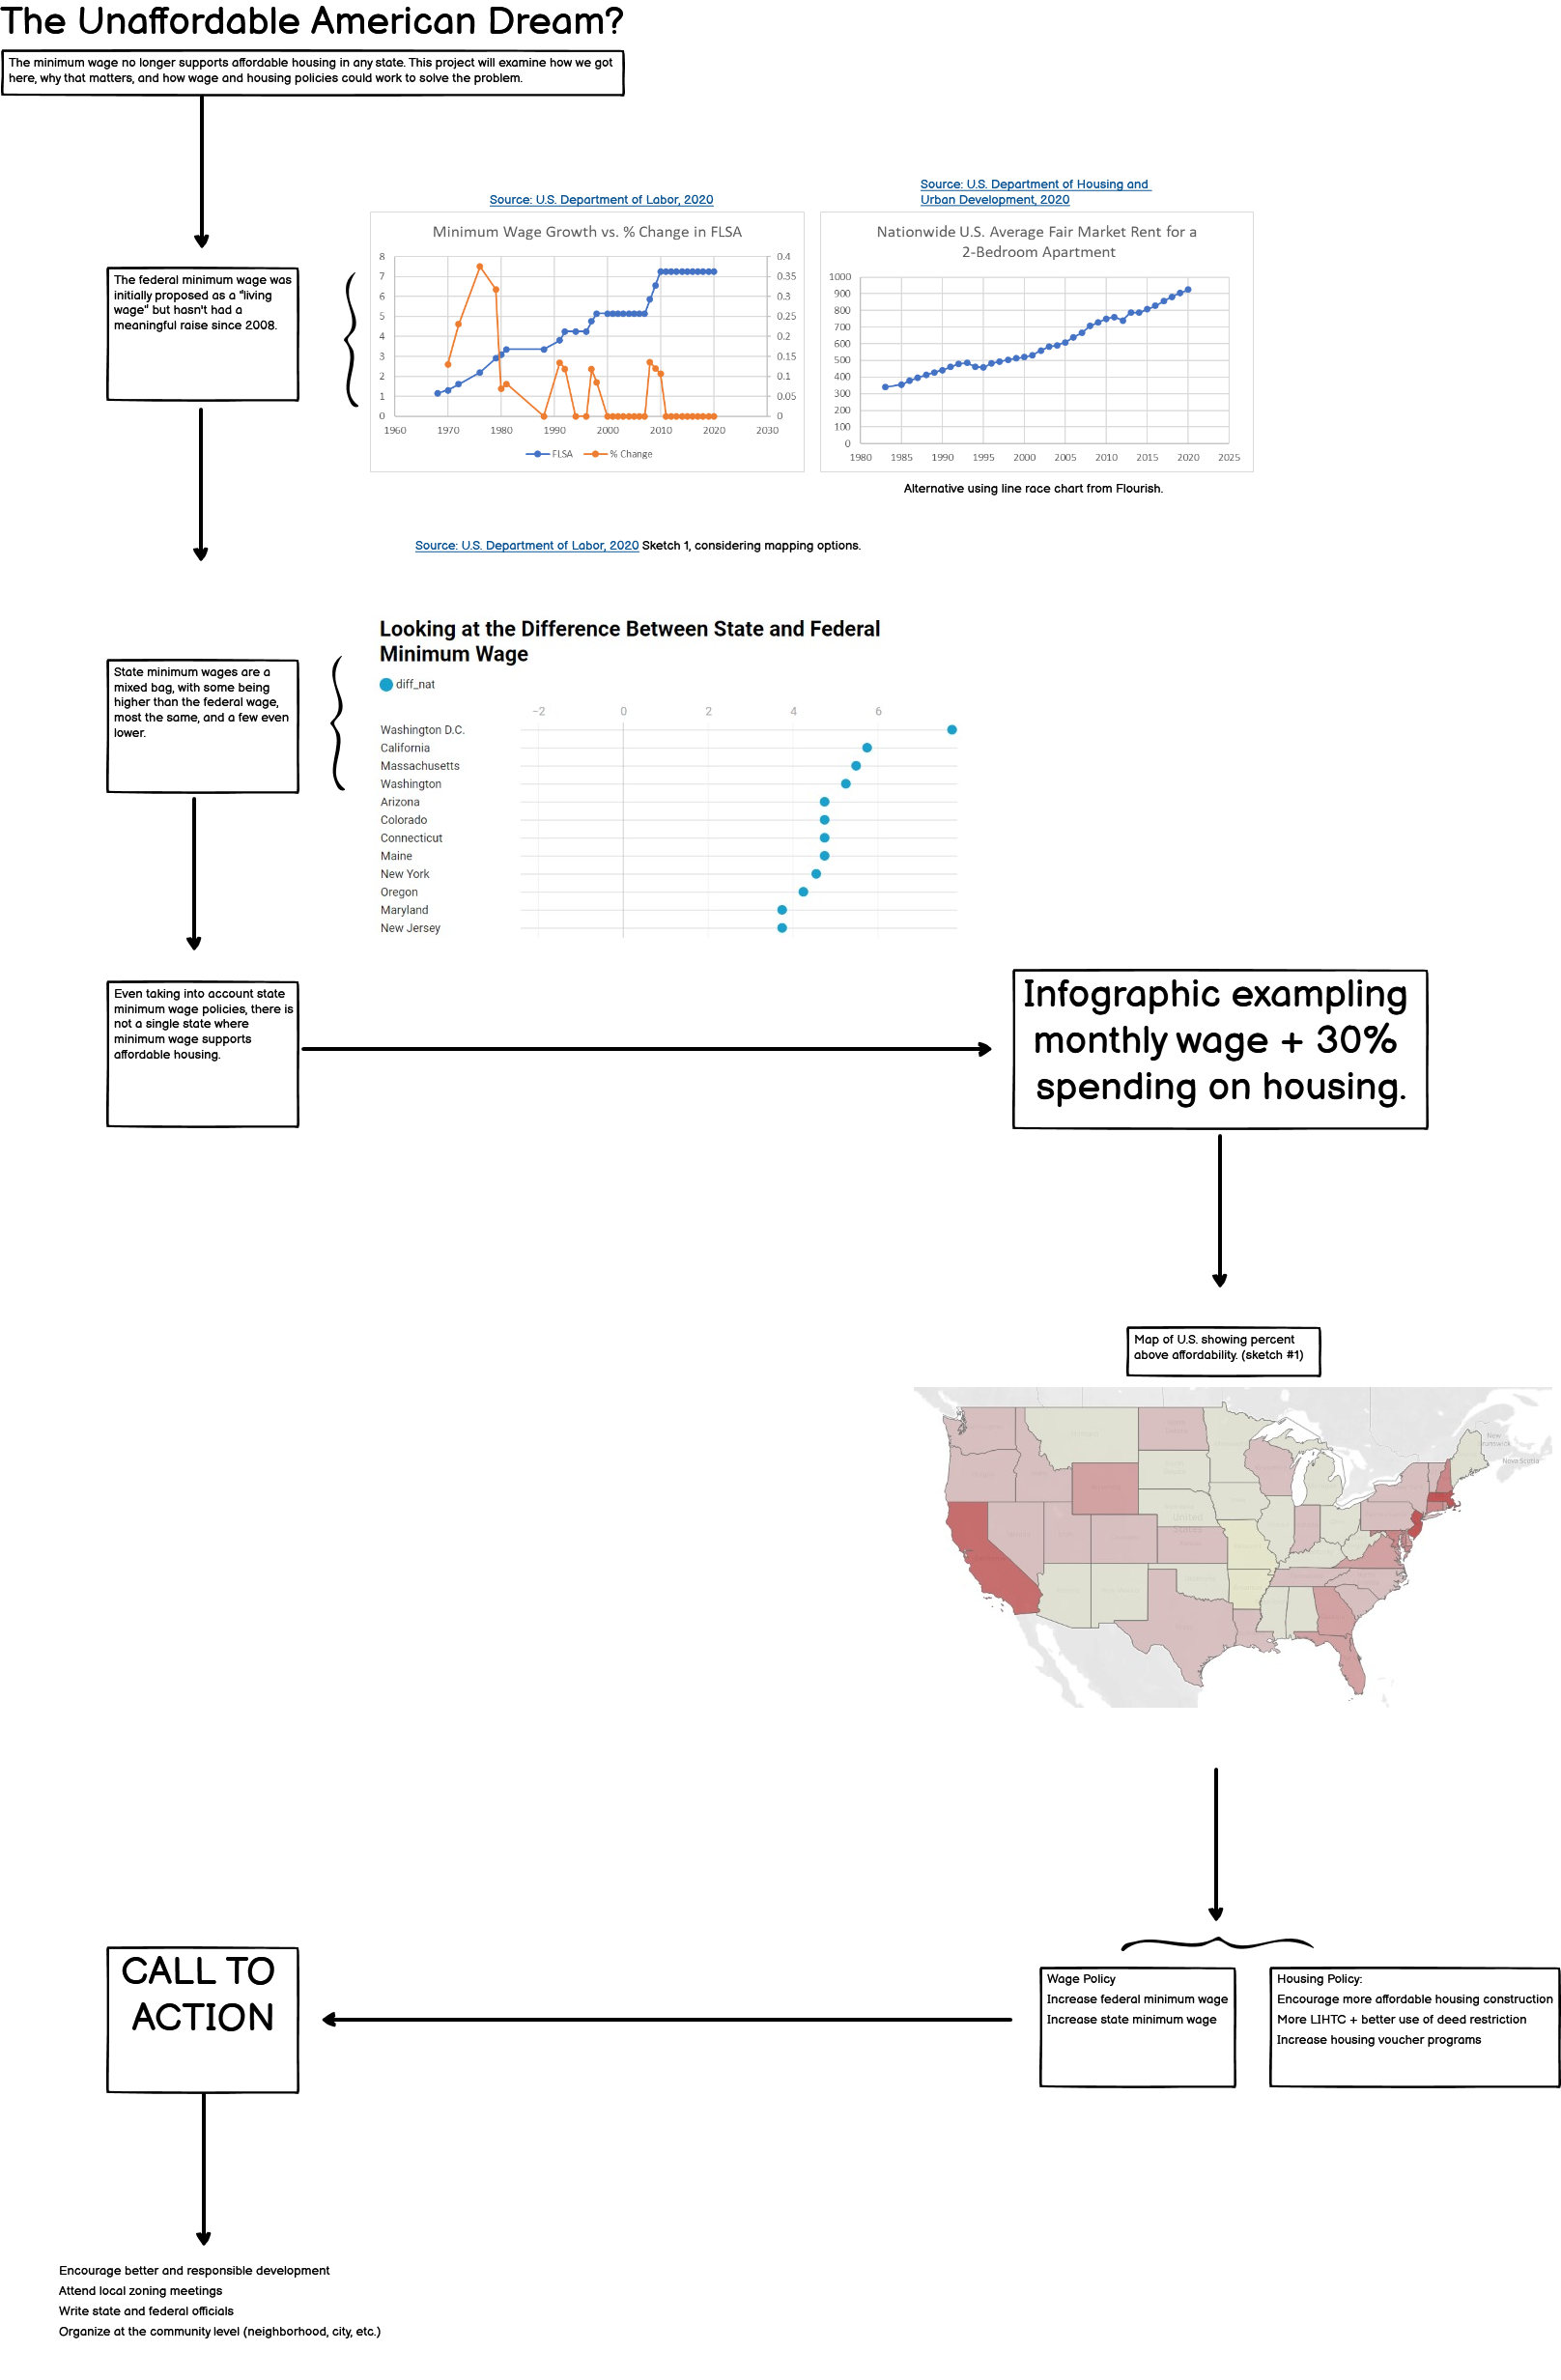 The Unaffordable American Dream?
The minimum wage no longer supports affordable housing in any state. This project will examine how we got
here, why that matters, and how wage and housing policies could work to solve the problem.
Source: U.S. Department of Labor, 2020
Source: U.S. Department of Housing and
Urban Development, 2020
The federal minimum wage was
initially proposed as a "living
wage" but hasn't had a
meaningful raise since 2008.
Minimum Wage Growth vs. % Change in FLSA
8
7
6
5
4
3
2
1
0
0.4
0.35
0.3
0.25
0.2
0.15
0.1
0.05
0
1960 1970 1980 1990 2000 2010 2020 2030
FLSA % Change
Nationwide U.S. Average Fair Market Rent for a
2-Bedroom Apartment
1000
900
800
700
600
500
400
300
200
100
0
1980 1985 1990 1995 2000 2005 2010 2015 2020 2025
Alternative using line race chart from Flourish.
Source: U.S. Department of Labor, 2020 Sketch 1, considering mapping options.
State minimum wages are a
mixed bag, with some being
higher than the federal wage,
most the same, and a few even
lower.
Looking at the Difference Between State and Federal
Minimum Wage
diff_nat
−2 0 2 4 6
Washington D.C.
California
Massachusetts
Washington
Arizona
Colorado
Connecticut
Maine
New York
Oregon
Maryland
New Jersey
Even taking into account state
minimum wage policies, there is
not a single state where
minimum wage supports
affordable housing.
Infographic exampling
monthly wage + 30%
spending on housing.
Map of U.S. showing percent
above affordability. (sketch #1)
United
States
New
Brunswick
Nova Scotia
Wage Policy
Increase federal minimum wage
Increase state minimum wage
Housing Policy:
Encourage more affordable housing construction
More LIHTC + better use of deed restriction
Increase housing voucher programs
CALL TO
ACTION
Encourage better and responsible development
Attend local zoning meetings
Write state and federal officials
Organize at the community level (neighborhood, city, etc.)